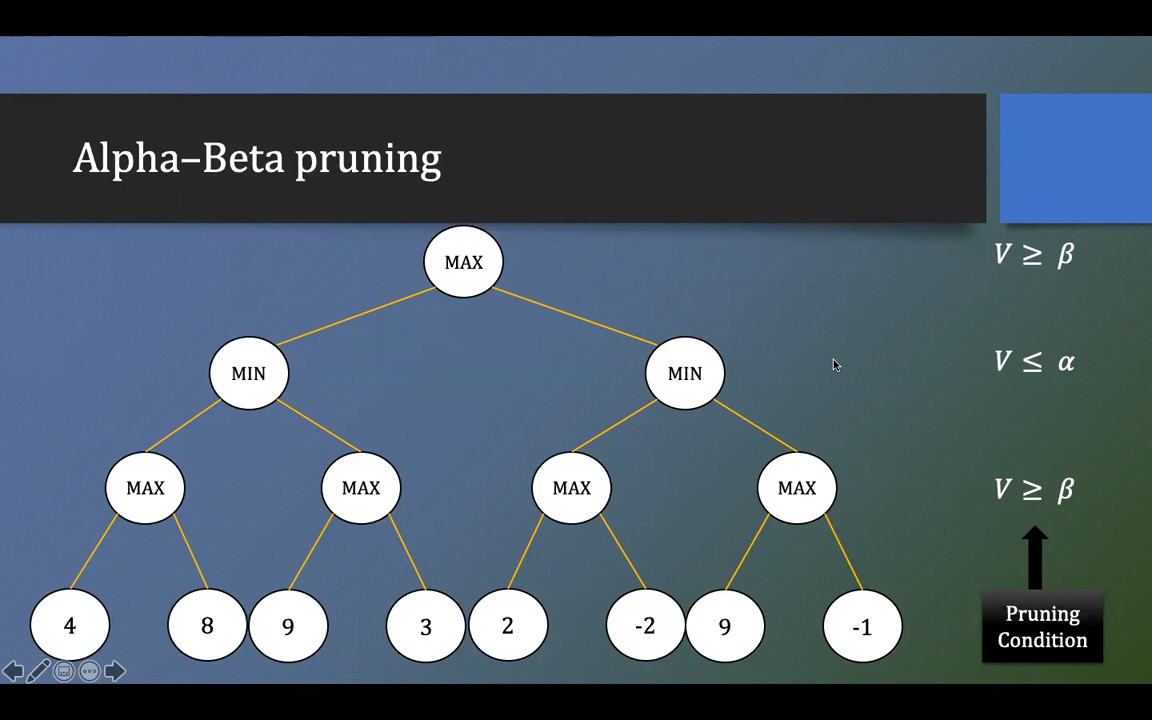 Alpha–Beta pruning
MAX
V ≥ β
MIN
MIN
V ≤ α
MAX
MAX
MAX
MAX
V ≥ β
4
8
9
3
2
-2
9
-1
Pruning
Condition